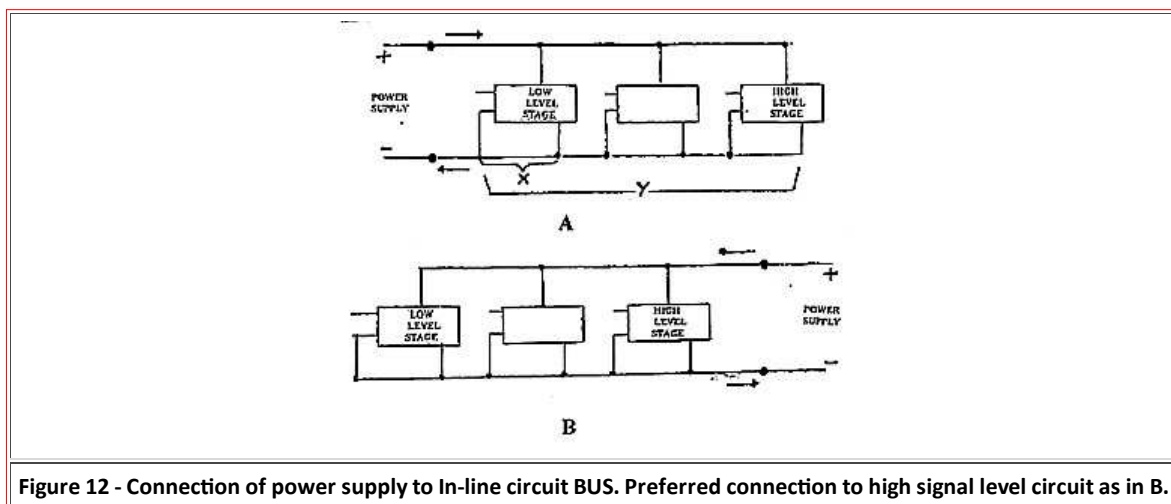 +
POWER
SUPPLY
-
LOW
LEVEL
STAGE
HIGH
LEVEL
STAGE
X
Y
A
+
POWER
SUPPLY
-
LOW
LEVEL
STAGE
HIGH
LEVEL
STAGE
B
Figure 12 - Connection of power supply to In-line circuit BUS. Preferred connection to high signal level circuit as in B.